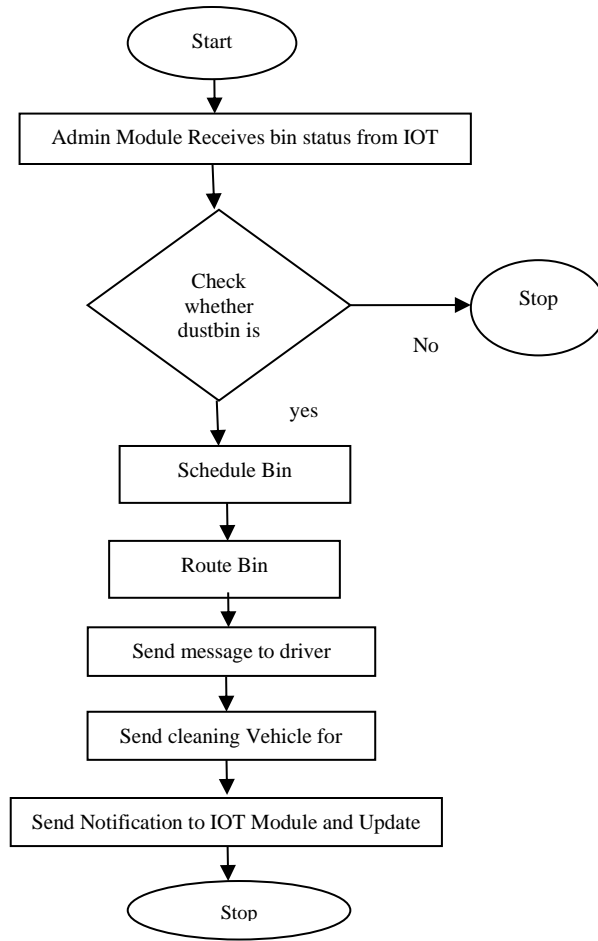 Start
Admin Module Receives bin status from IOT
Check
whether
dustbin is
Stop
No
yes
Schedule Bin
Route Bin
Send message to driver
Send cleaning Vehicle for
Send Notification to IOT Module and Update
Stop